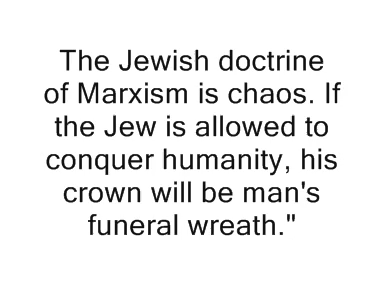 The Jewish doctrine
of Marxism is chaos. If
the Jew is allowed to
conquer humanity, his
crown will be man's
funeral wreath."